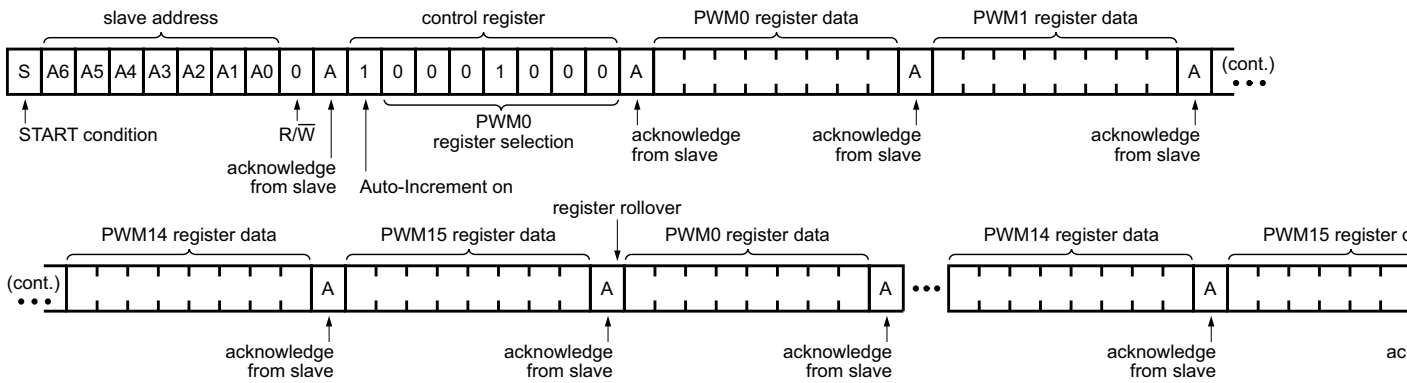 slave address
control register
PWM0 register data
PWM1 register data
S A6 A5 A4 A3 A2 A1 A0 0 A 1 0 0 0 1 0 0 0 A A A (cont.)
START condition
R/W̅
acknowledge
from slave
Auto-Increment on
PWM0
register selection
acknowledge
from slave
acknowledge
from slave
acknowledge
from slave
register rollover
PWM14 register data
PWM15 register data
PWM0 register data
PWM14 register data
PWM15 register
(cont.) A A A A
acknowledge
from slave
acknowledge
from slave
acknowledge
from slave
acknowledge
from slave